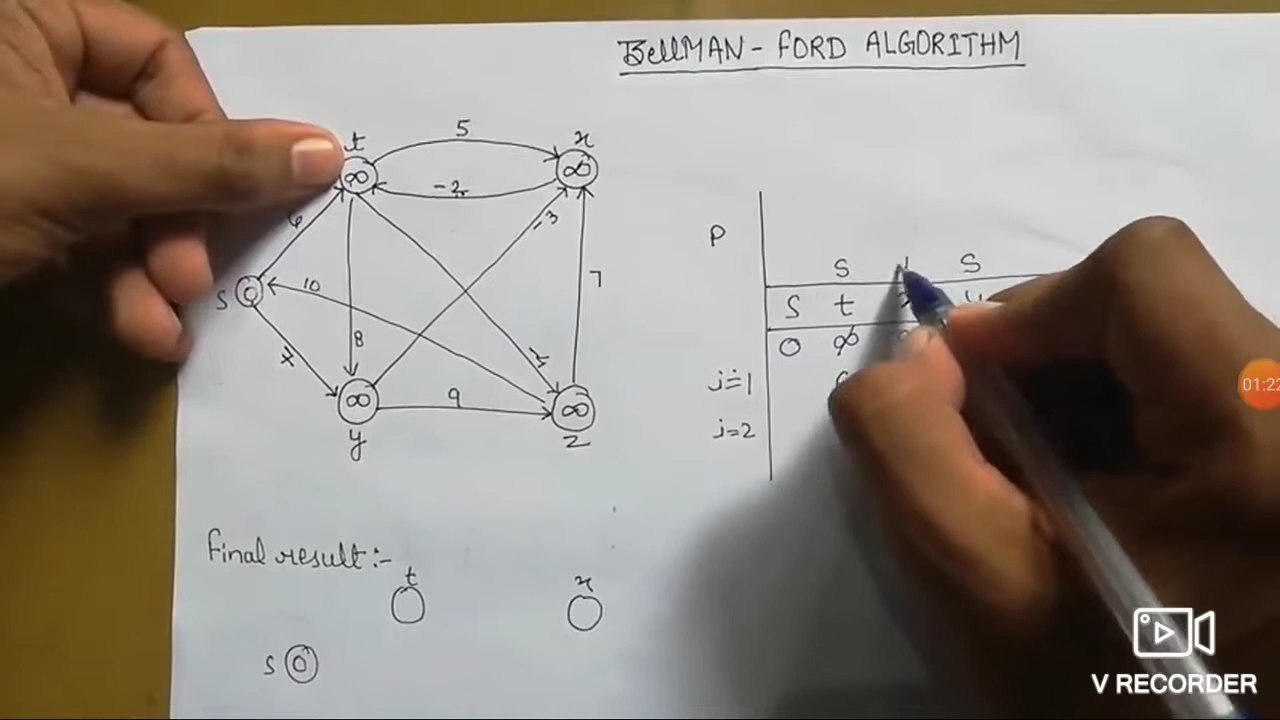 BellMAN - FORD ALGORITHM
t
5
x
∞
∞
-2
6
-3
P
S
S
S
t
10
7
S
0
0
∞
8
7
i=1
∞
9
∞
i=2
y
z
final result:-
t
x
S
0
01:22
V RECORDER